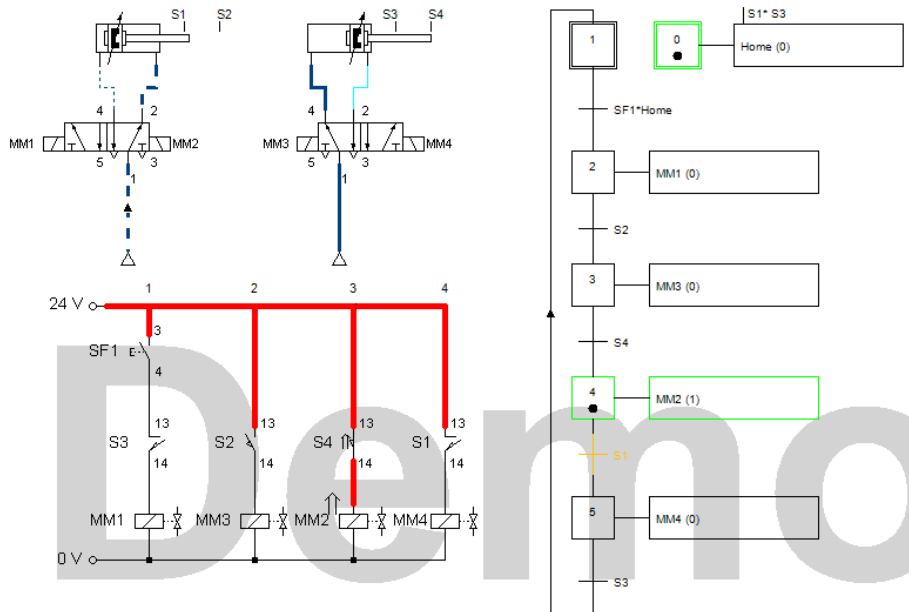 S1 S2
S3 S4
4 2
MM1 MM2
5 3
1
4 2
MM3 MM4
5 3
1
1 2 3 4
24 V
3
SF1
4
13 13 13 13
S3 S2 S4 S1
14 14 14 14
MM1 MM3 MM2 MM4
0 V
S1* S3
1
0
Home (0)
SF1*Home
2
MM1 (0)
S2
3
MM3 (0)
S4
4
MM2 (1)
S1
5
MM4 (0)
S3
Demo